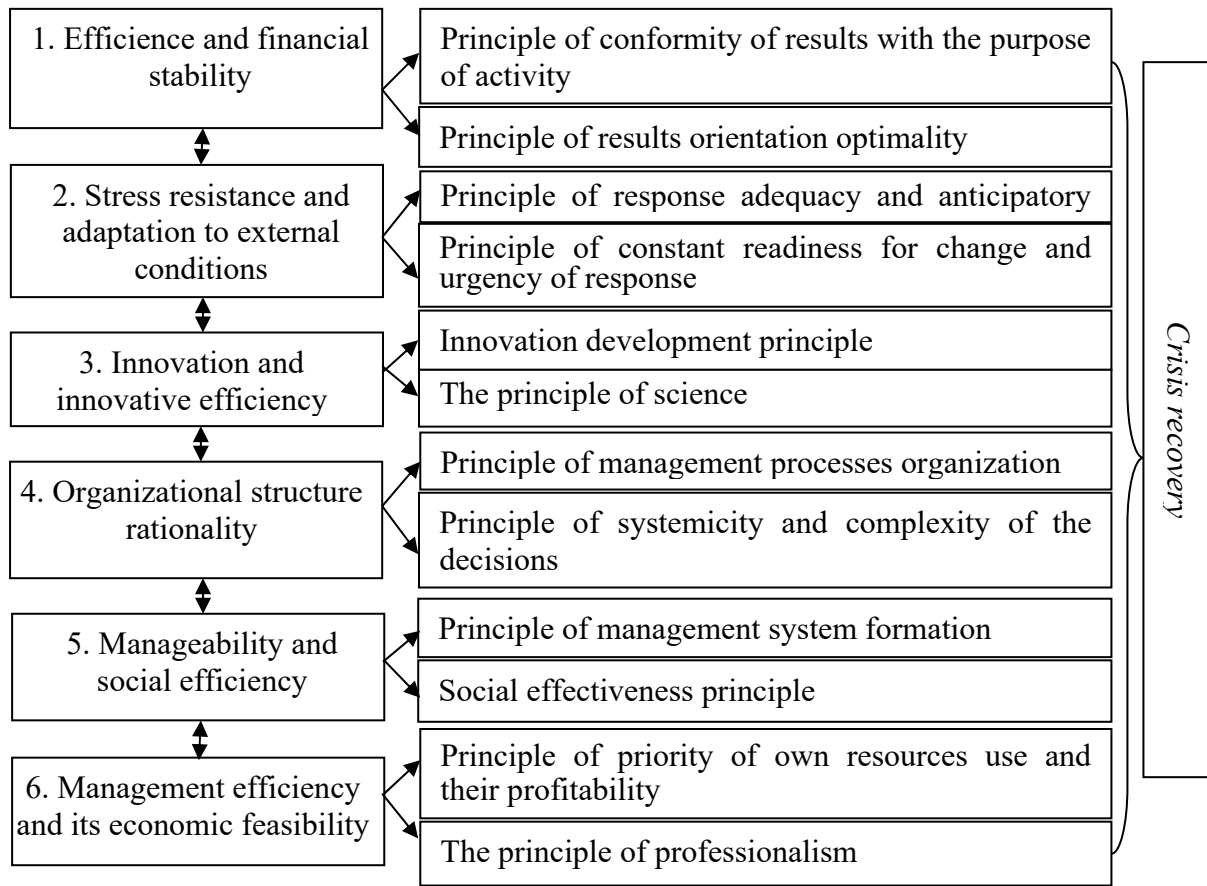 1. Efficience and financial
stability
Principle of conformity of results with the purpose
of activity
Principle of results orientation optimality
2. Stress resistance and
adaptation to external
conditions
Principle of response adequacy and anticipatory
Principle of constant readiness for change and
urgency of response
3. Innovation and
innovative efficiency
Innovation development principle
The principle of science
4. Organizational structure
rationality
Principle of management processes organization
Principle of systemicity and complexity of the
decisions
5. Manageability and
social efficiency
Principle of management system formation
Social effectiveness principle
6. Management efficiency
and its economic feasibility
Principle of priority of own resources use and
their profitability
The principle of professionalism
Crisis recovery